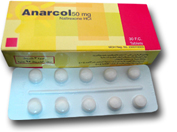 Anarcol 50 mg
Naltrexone HCl
30 F.C.
Tablets